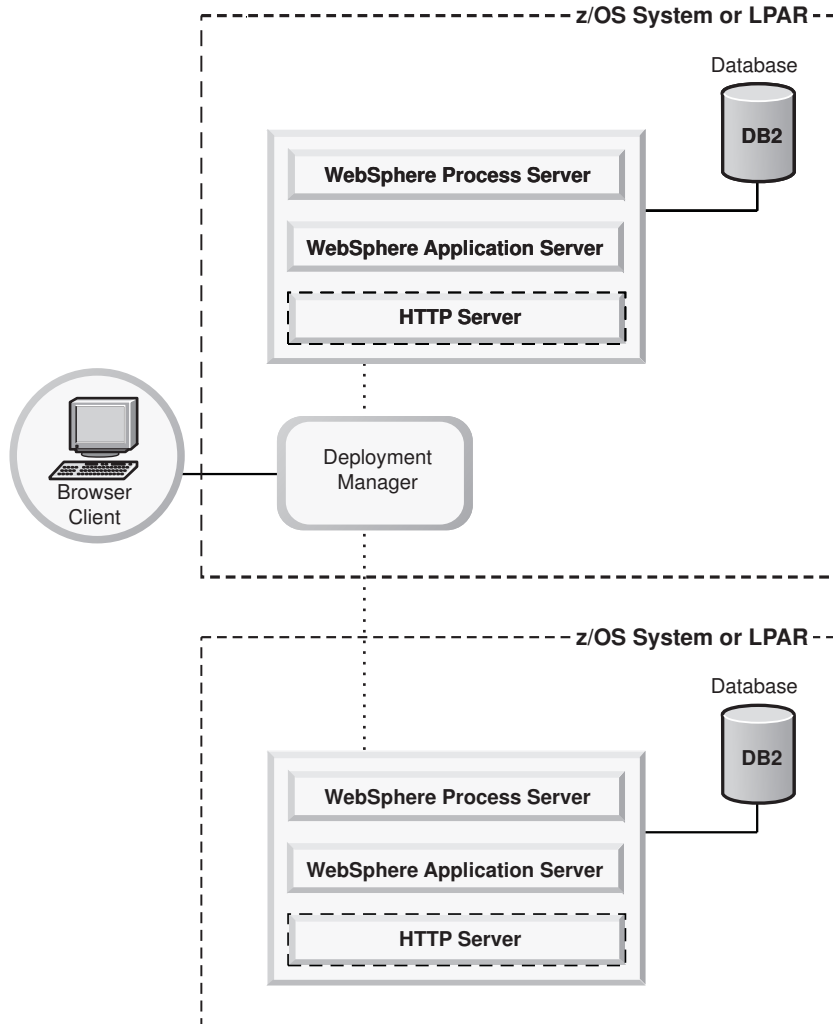 z/OS System or LPAR
Database
DB2
WebSphere Process Server
WebSphere Application Server
HTTP Server
Browser
Client
Deployment
Manager
z/OS System or LPAR
Database
DB2
WebSphere Process Server
WebSphere Application Server
HTTP Server